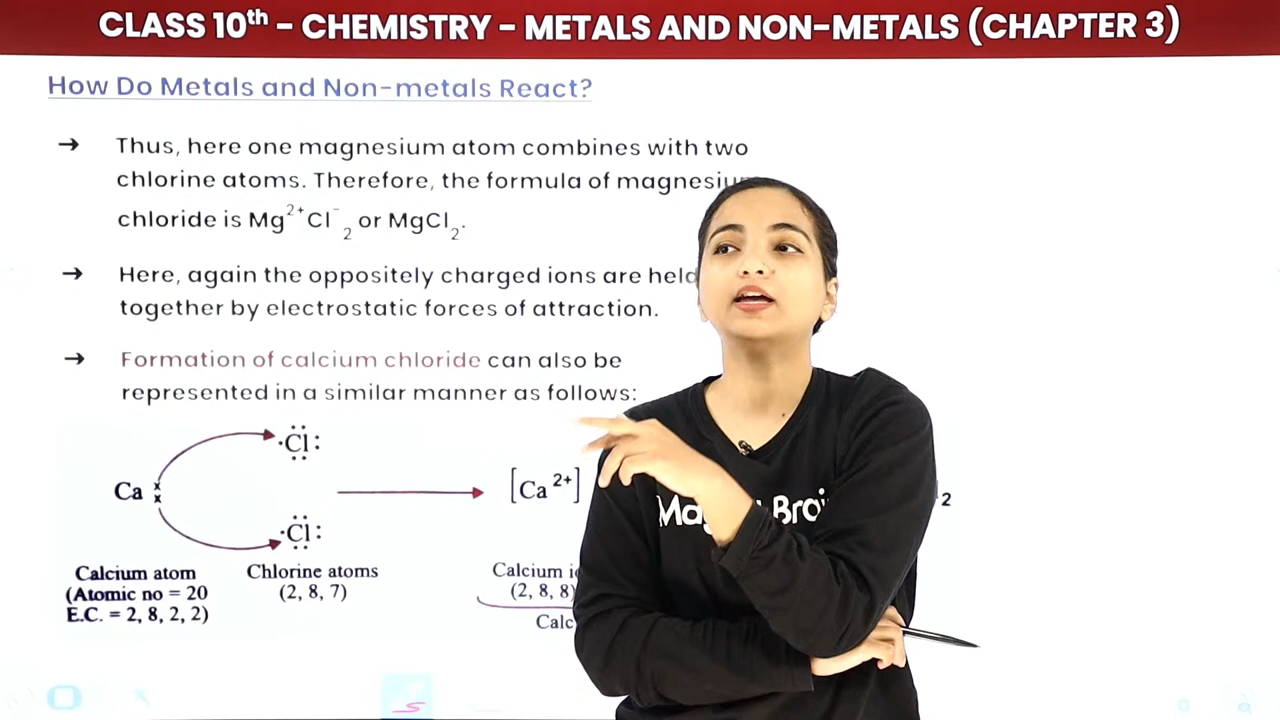 CLASS 10th - CHEMISTRY - METALS AND NON-METALS (CHAPTER 3)
How Do Metals and Non-metals React?
→ Thus, here one magnesium atom combines with two
chlorine atoms. Therefore, the formula of magnesiu
chloride is Mg²⁺Cl⁻₂ or MgCl₂.
→ Here, again the oppositely charged ions are held
together by electrostatic forces of attraction.
→ Formation of calcium chloride can also be
represented in a similar manner as follows:
Cl
Ca
[Ca²⁺]
2
Cl
Calcium atom
(Atomic no = 20
E.C. = 2, 8, 2, 2)
Chlorine atoms
(2, 8, 7)
Calcium
(2, 8, 8)
Calc